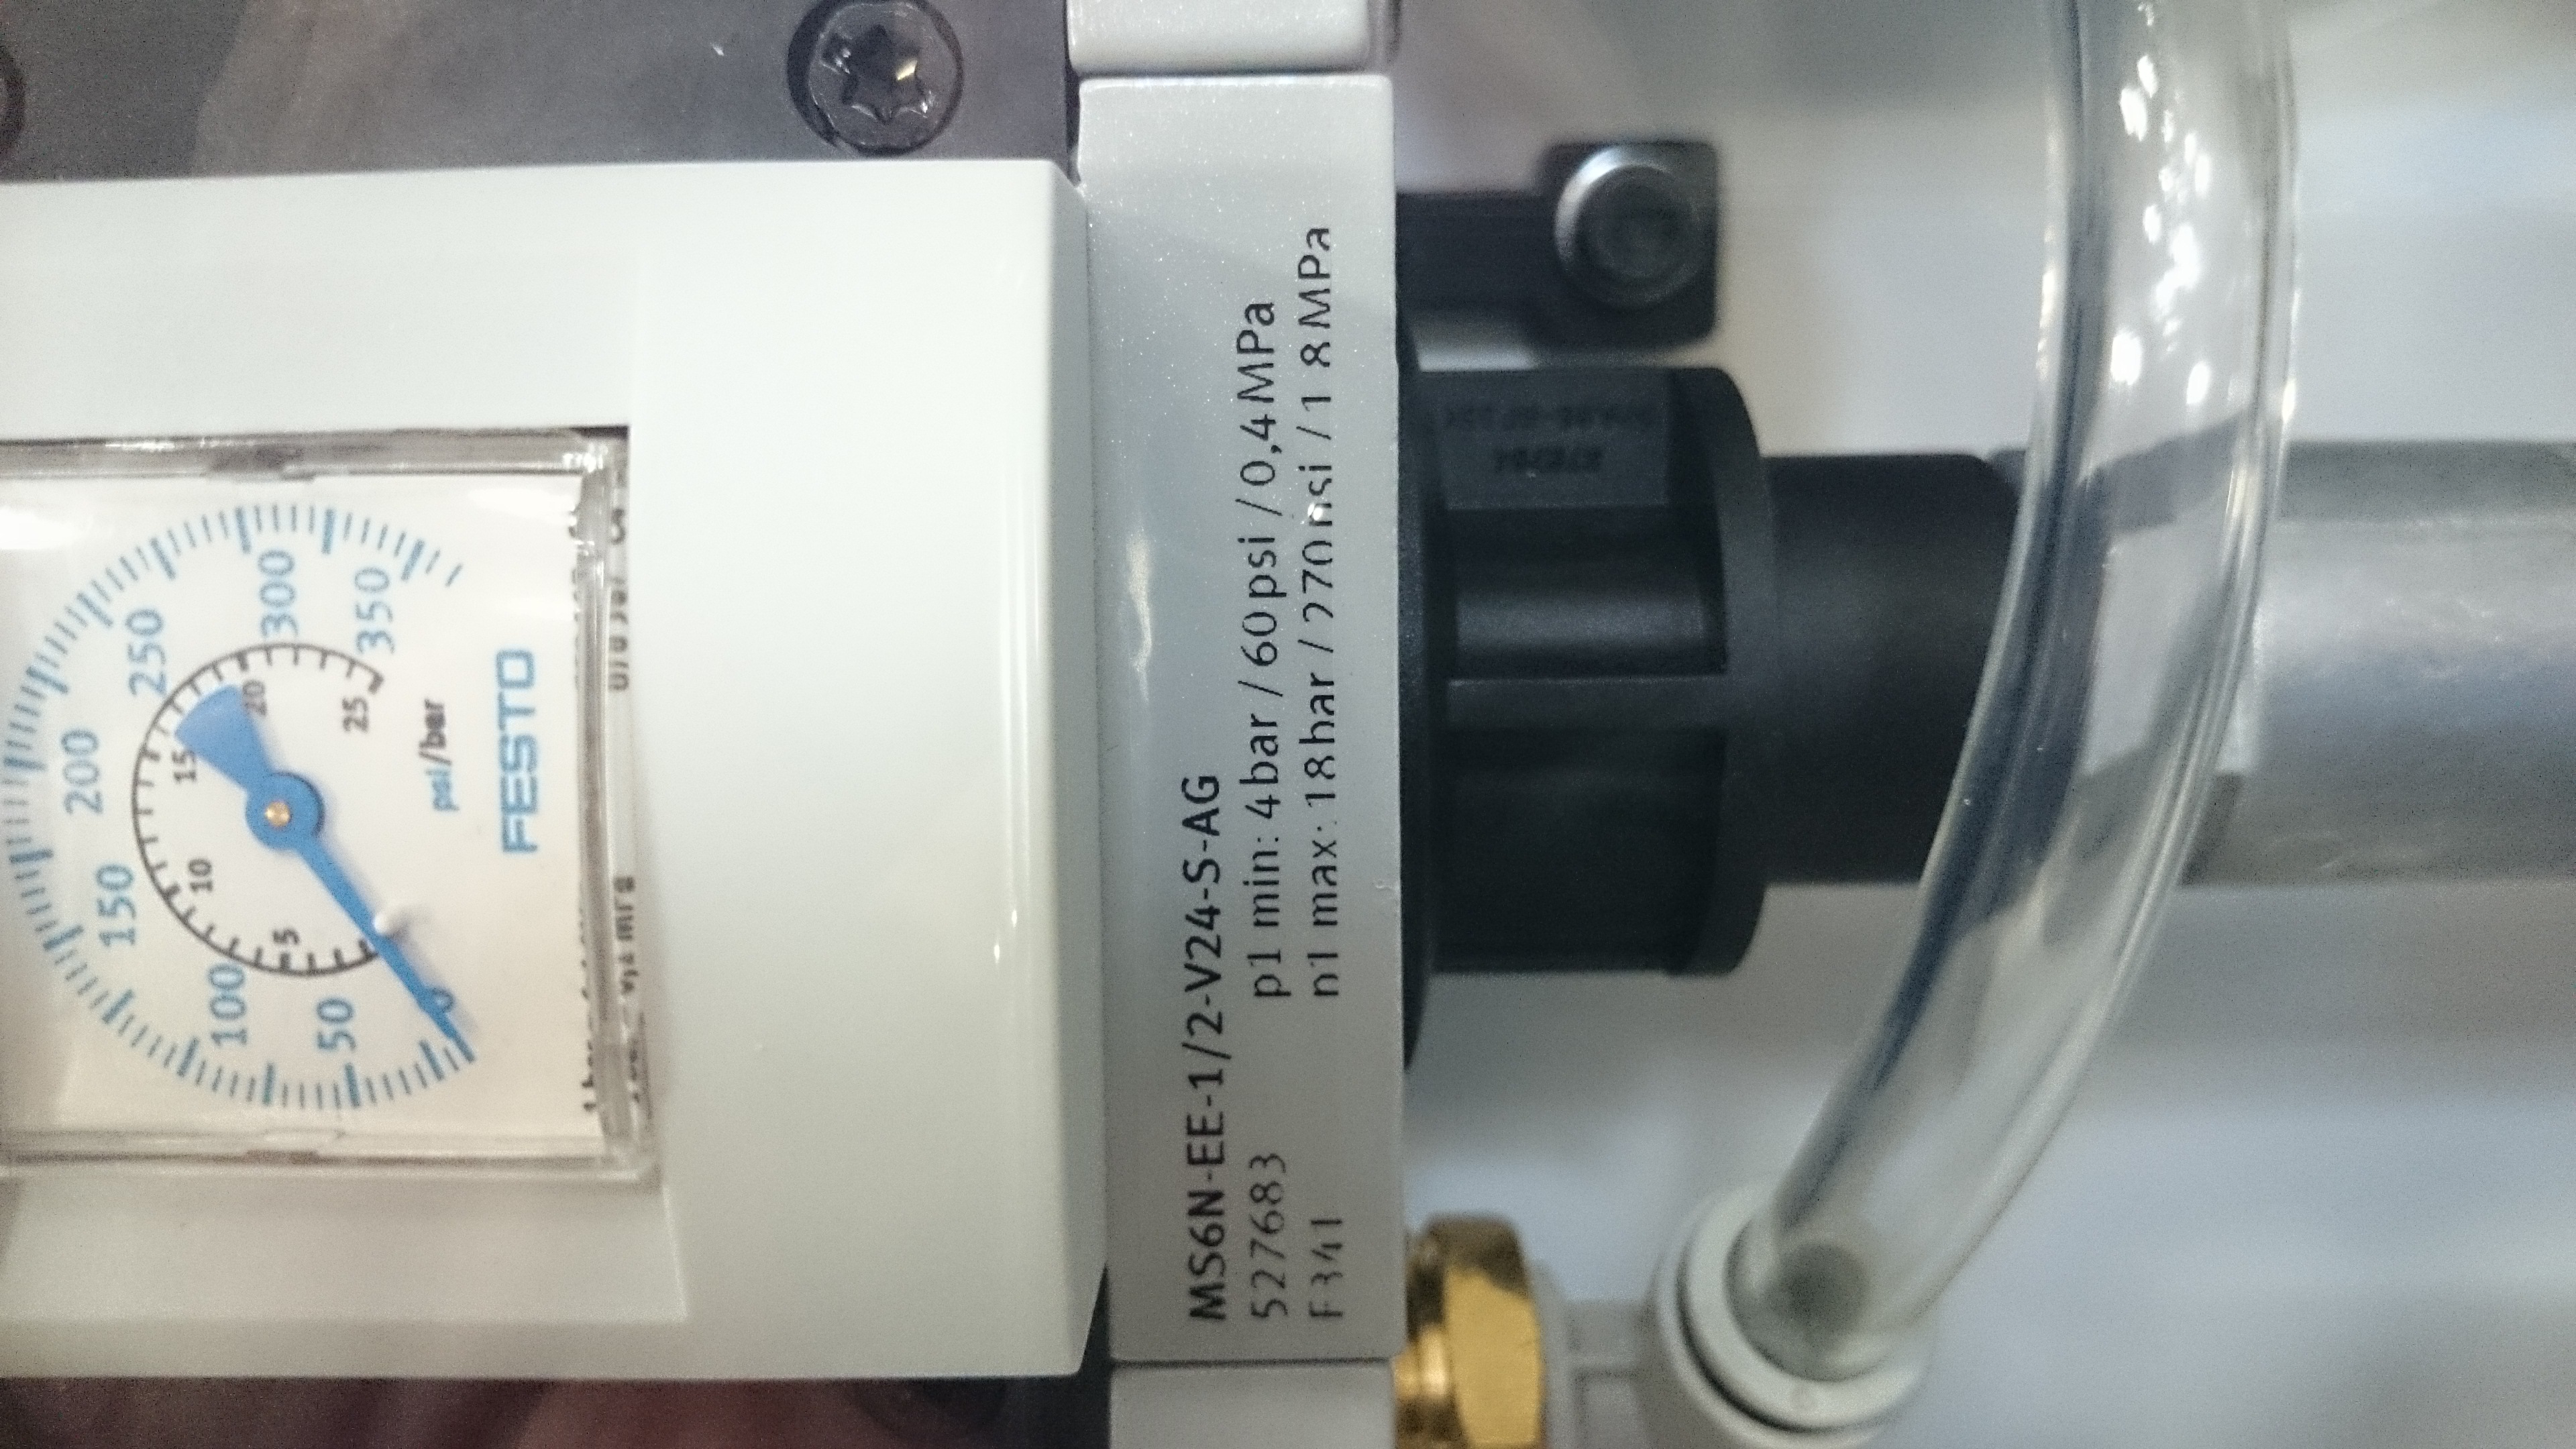 50
100
150
200
250
300
350
5
10
15
20
25
psi/bar
FESTO
MS6N-EE-1/2-V24-S-AG
527683 p1 min: 4bar / 60psi / 0,4MPa
F341 p1 max: 18bar / 270psi / 1 8MPa